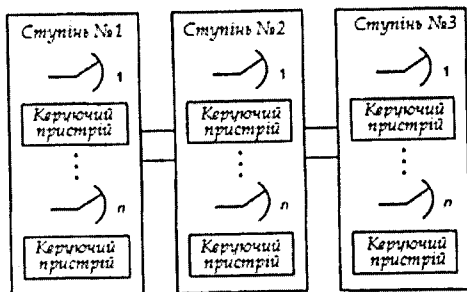 Ступінь №1
1
Керуючий
пристрій
n
Керуючий
пристрій
Ступінь №2
1
Керуючий
пристрій
n
Керуючий
пристрій
Ступінь №3
1
Керуючий
пристрій
n
Керуючий
пристрій